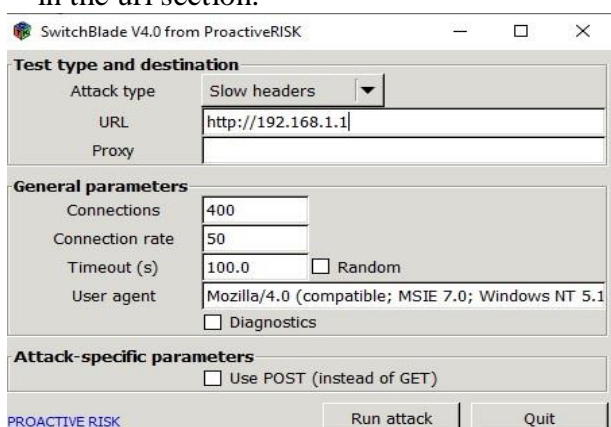 in the url section.
SwitchBlade V4.0 from ProactiveRISK
Test type and destination
Attack type Slow headers
URL http://192.168.1.1
Proxy
General parameters
Connections 400
Connection rate 50
Timeout (s) 100.0 Random
User agent Mozilla/4.0 (compatible; MSIE 7.0; Windows NT 5.1
Diagnostics
Attack-specific parameters
Use POST (instead of GET)
PROACTIVE RISK Run attack Quit